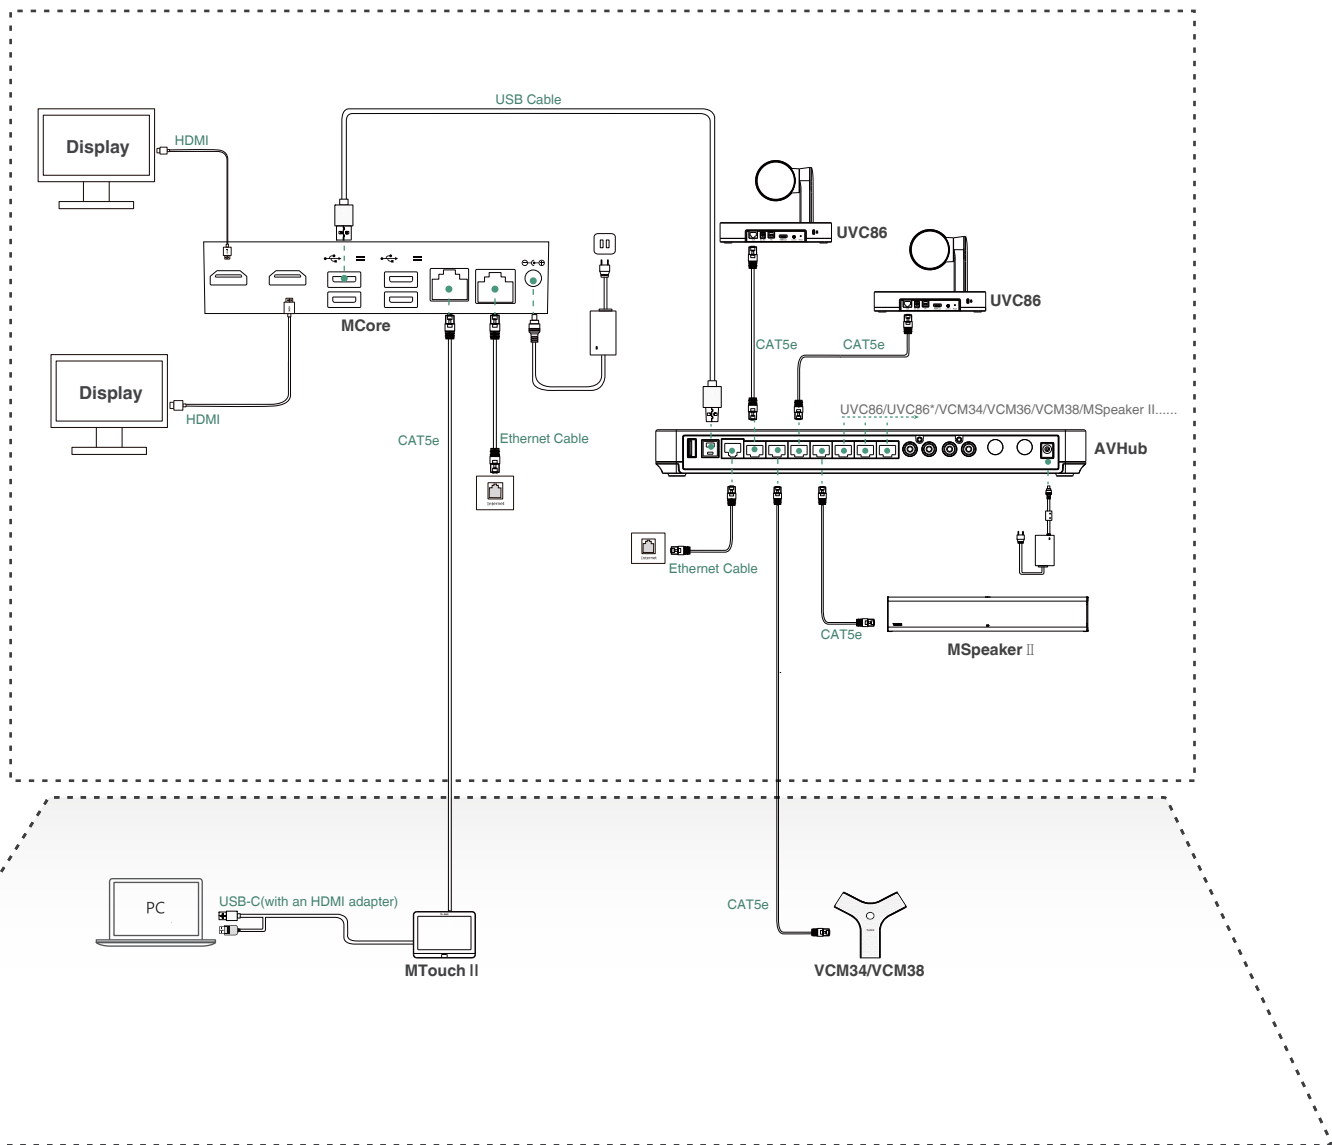 USB Cable
Display
HDMI
UVC86
UVC86
MCore
CAT5e
CAT5e
Display
HDMI
UVC86/UVC86*/VCM34/VCM36/VCM38/MSpeaker II......
CAT5e
Ethernet Cable
AVHub
Internet
Internet
Ethernet Cable
CAT5e
MSpeaker Ⅱ
PC
USB-C(with an HDMI adapter)
CAT5e
MTouch II
VCM34/VCM38